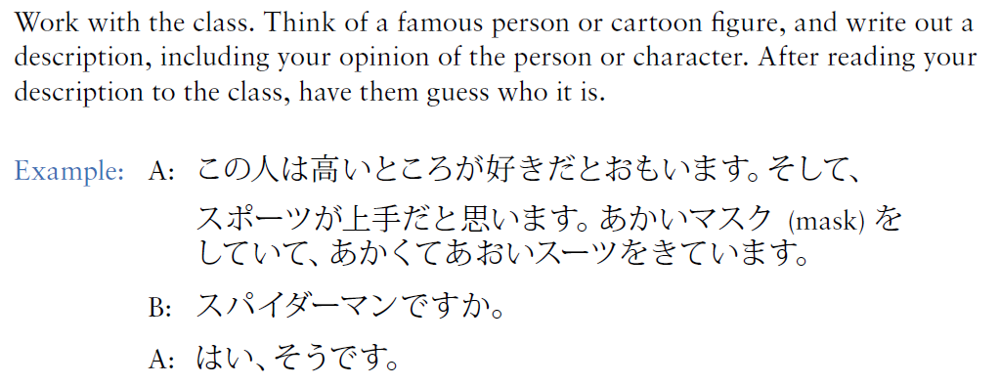 Work with the class. Think of a famous person or cartoon figure, and write out a
description, including your opinion of the person or character. After reading your
description to the class, have them guess who it is.
Example: A: この人は高いところが好きだとおもいます。そして、
スポーツが上手だと思います。あかいマスク (mask) を
していて、あかくてあおいスーツをきています。
B: スパイダーマンですか。
A: はい、そうです。